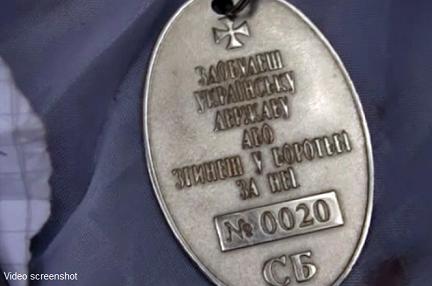 ЗДОБУДЕШ
УКРАЇНСЬКУ
ДЕРЖАВУ
АБО
ЗГИНЕШ У БОРОТЬБІ
ЗА НЕЇ
№ 0020
СБ
Video screenshot